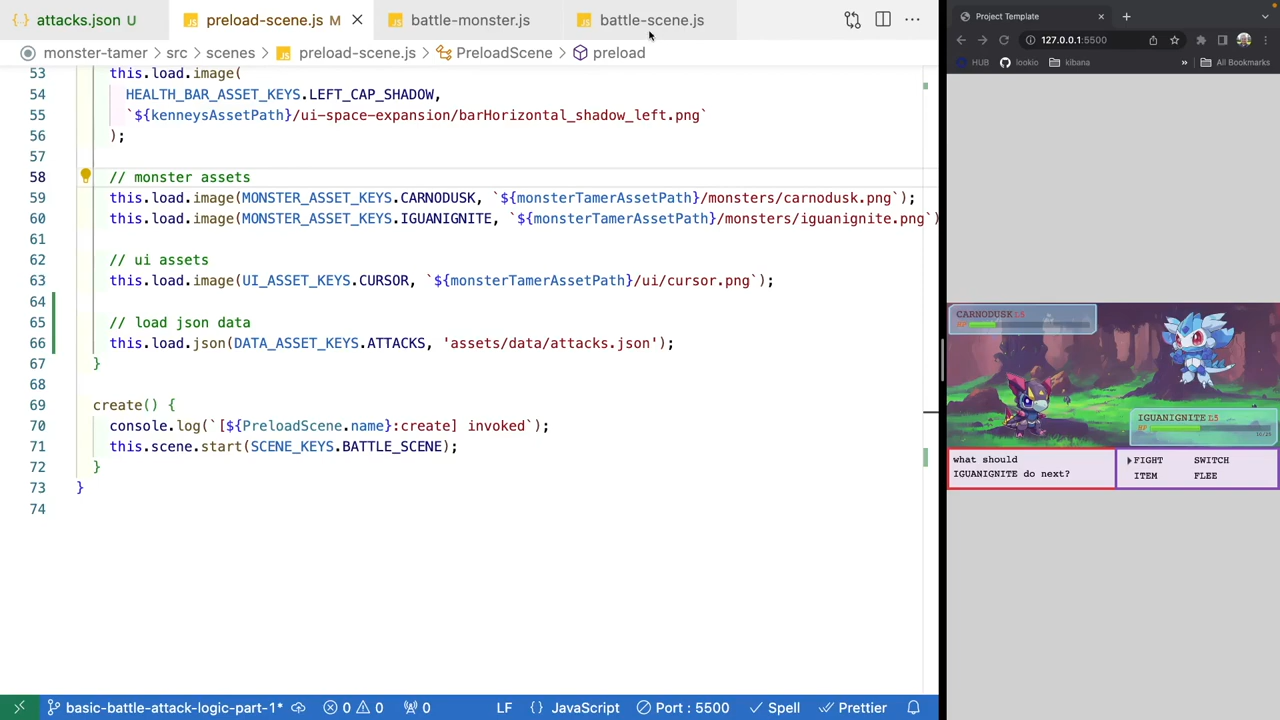 attacks.json U
preload-scene.js M
battle-monster.js
battle-scene.js
monster-tamer › src › scenes › preload-scene.js › PreloadScene › preload
53 this.load.image(
54 HEALTH_BAR_ASSET_KEYS.LEFT_CAP_SHADOW,
55 `${kenneysAssetPath}/ui-space-expansion/barHorizontal_shadow_left.png`
56 );
57
58 // monster assets
59 this.load.image(MONSTER_ASSET_KEYS.CARNODUSK, `${monsterTamerAssetPath}/monsters/carnodusk.png`);
60 this.load.image(MONSTER_ASSET_KEYS.IGUANIGNITE, `${monsterTamerAssetPath}/monsters/iguanignite.png`)
61
62 // ui assets
63 this.load.image(UI_ASSET_KEYS.CURSOR, `${monsterTamerAssetPath}/ui/cursor.png`);
64
65 // load json data
66 this.load.json(DATA_ASSET_KEYS.ATTACKS, 'assets/data/attacks.json');
67 }
68
69 create() {
70 console.log(`[${PreloadScene.name}:create] invoked`);
71 this.scene.start(SCENE_KEYS.BATTLE_SCENE);
72 }
73 }
74
basic-battle-attack-logic-part-1* 0 0 0 LF {} JavaScript Port : 5500 Spell Prettier
Project Template
127.0.0.1:5500
HUB lookio kibana » All Bookmarks
CARNODUSK L5
HP
IGUANIGNITE L5
HP
what should
IGUANIGNITE do next?
FIGHT SWITCH
ITEM FLEE